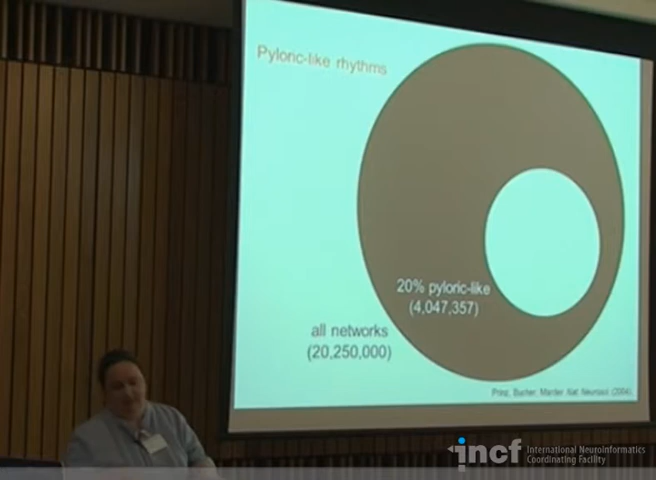 Pyloric-like rhythms
20% pyloric-like
(4,047,357)
all networks
(20,250,000)
Prinz, Bucher, Marder Nat Neurosci (2004)
incf International Neuroinformatics
Coordinating Facility